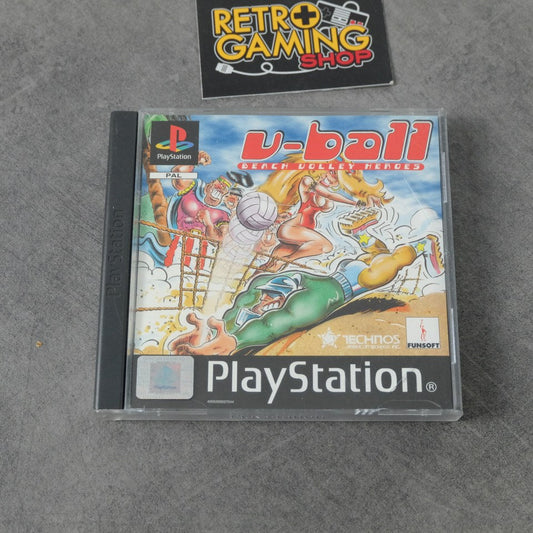 RETRO
GAMING
SHOP
PlayStation
PAL
v-ball
BEACH VOLLEY HEROES
PlayStation
TECHNOS
FUNSOFT
PlayStation®